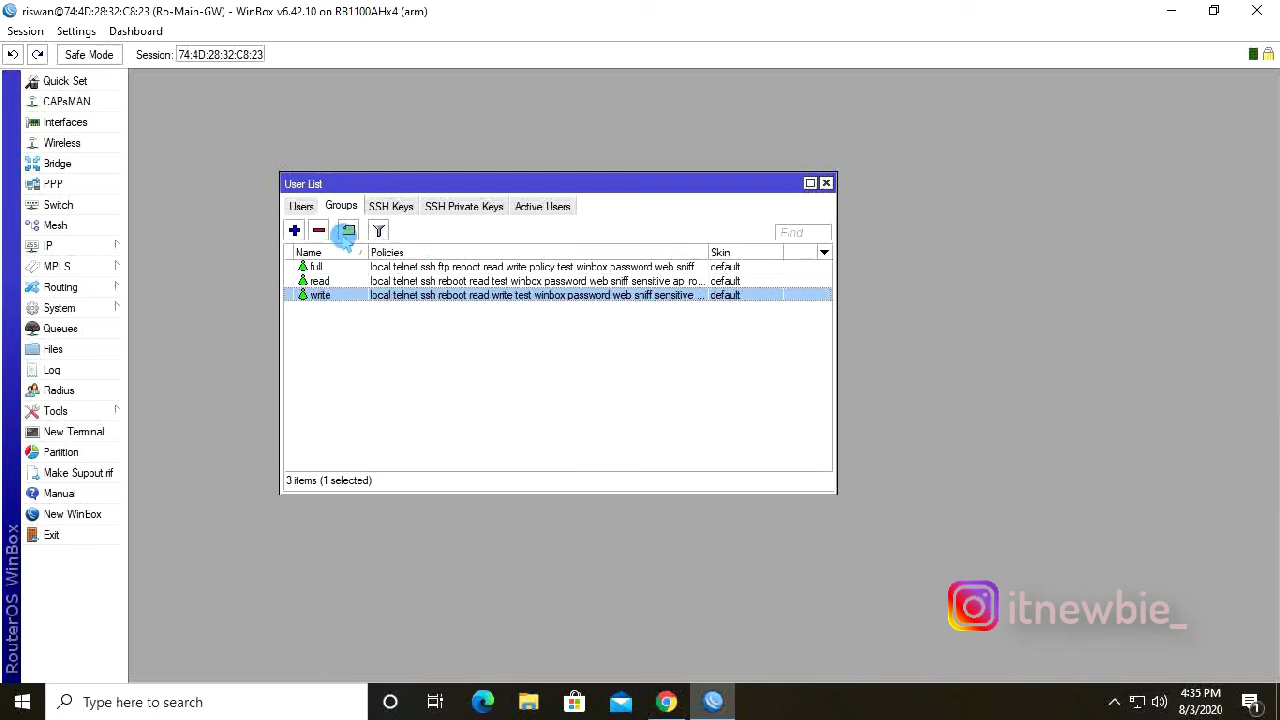 riswan@74:4D:28:32:C8:23 (Ro-Main-GW) - WinBox v6.42.10 on RB1100AHx4 (arm)
Session Settings Dashboard
Safe Mode Session: 74:4D:28:32:C8:23
Quick Set
CAPsMAN
Interfaces
Wireless
Bridge
PPP
Switch
Mesh
IP
MPLS
Routing
System
Queues
Files
Log
Radius
Tools
New Terminal
Partition
Make Supout.rif
Manual
New WinBox
Exit
RouterOS WinBox
User List
Users Groups SSH Keys SSH Private Keys Active Users
Find
Name Policies Skin
full local telnet ssh ftp reboot read write policy test winbox password web sniff default
read local telnet ssh reboot read test winbox password web sniff sensitive api ro... default
write local telnet ssh reboot read write test winbox password web sniff sensitive ... default
3 items (1 selected)
itnewbie_
Type here to search
4:35 PM
8/3/2020
1